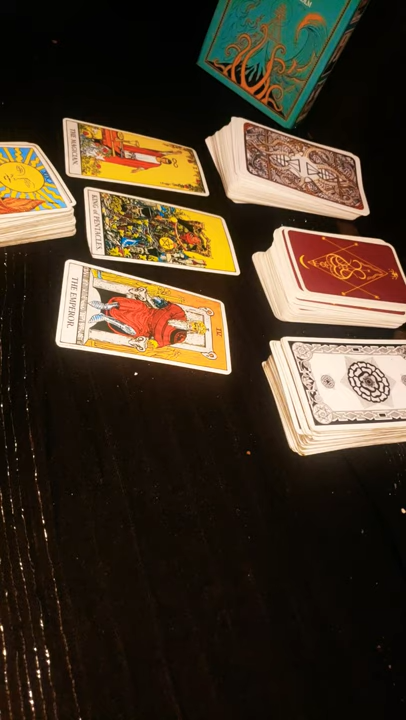 THE MAGICIAN.
KING of PENTACLES.
IV
THE EMPEROR.